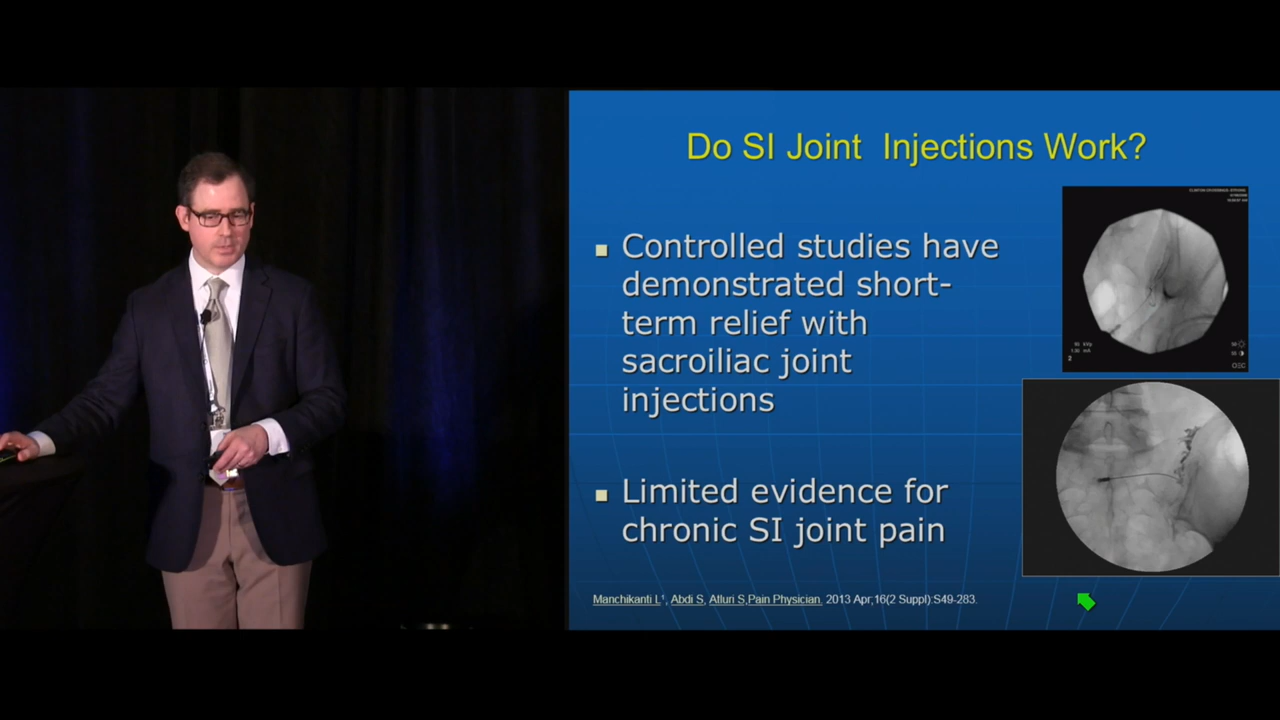 Do SI Joint Injections Work?
Controlled studies have
demonstrated short-
term relief with
sacroiliac joint
injections
Limited evidence for
chronic SI joint pain
Manchikanti L¹, Abdi S, Atluri S,Pain Physician. 2013 Apr;16(2 Suppl):S49-283.